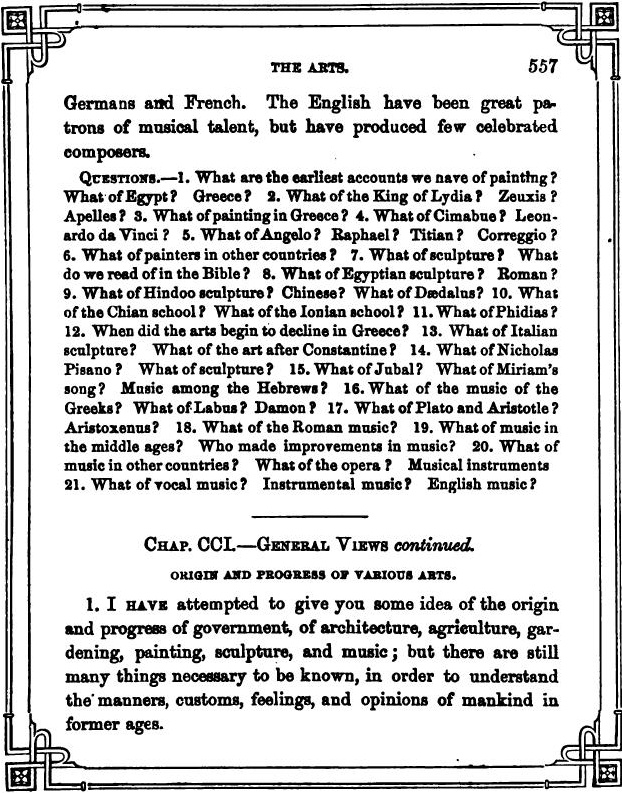 THE ARTS. 557
Germans and French. The English have been great pa-
trons of musical talent, but have produced few celebrated
composers.
QUESTIONS.—1. What are the earliest accounts we have of painting?
What of Egypt? Greece? 2. What of the King of Lydia? Zeuxis?
Apelles? 3. What of painting in Greece? 4. What of Cimabue? Leon-
ardo da Vinci? 5. What of Angelo? Raphael? Titian? Correggio?
6. What of painters in other countries? 7. What of sculpture? What
do we read of in the Bible? 8. What of Egyptian sculpture? Roman?
9. What of Hindoo sculpture? Chinese? What of Dædalus? 10. What
of the Chian school? What of the Ionian school? 11. What of Phidias?
12. When did the arts begin to decline in Greece? 13. What of Italian
sculpture? What of the art after Constantine? 14. What of Nicholas
Pisano? What of sculpture? 15. What of Jubal? What of Miriam's
song? Music among the Hebrews? 16. What of the music of the
Greeks? What of Labus? Damon? 17. What of Plato and Aristotle?
Aristoxenus? 18. What of the Roman music? 19. What of music in
the middle ages? Who made improvements in music? 20. What of
music in other countries? What of the opera? Musical instruments
21. What of vocal music? Instrumental music? English music?
CHAP. CCI.—GENERAL VIEWS continued.
ORIGIN AND PROGRESS OF VARIOUS ARTS.
1. I HAVE attempted to give you some idea of the origin
and progress of government, of architecture, agriculture, gar-
dening, painting, sculpture, and music; but there are still
many things necessary to be known, in order to understand
the manners, customs, feelings, and opinions of mankind in
former ages.